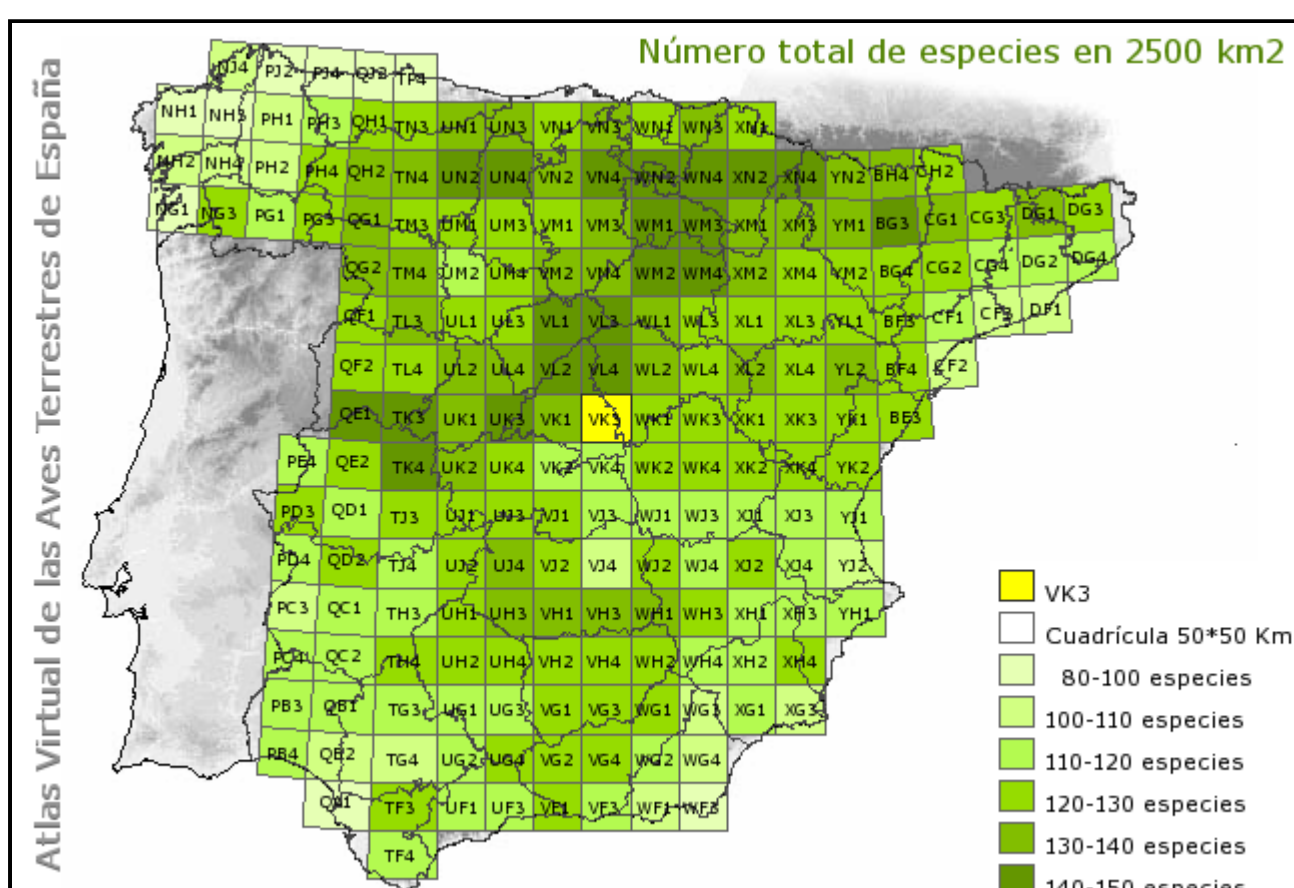 Número total de especies en 2500 km2
Atlas Virtual de las Aves Terrestres de España
NJ4 PJ2 PJ4 QJ2 TP4
NH1 NH3 PH1 PH3 QH1 TN3 UN1 UN3 VN1 VN3 WN1 WN3 XN1
NH2 NH4 PH2 PH4 QH2 TN4 UN2 UN4 VN2 VN4 WN2 WN4 XN2 XN4 YN2 BH4 CH2
NG1 NG3 PG1 PG3 QG1 TM3 UM1 UM3 VM1 VM3 WM1 WM3 XM1 XM3 YM1 BG3 CG1 CG3 DG1 DG3
QG2 TM4 UM2 UM4 VM2 VM4 WM2 WM4 XM2 XM4 YM2 BG4 CG2 CG4 DG2 DG4
QF1 TL3 UL1 UL3 VL1 VL3 WL1 WL3 XL1 XL3 YL1 BF3 CF1 CF3 DF1
QF2 TL4 UL2 UL4 VL2 VL4 WL2 WL4 XL2 XL4 YL2 BF4 CF2
QE1 TK3 UK1 UK3 VK1 VK3 WK1 WK3 XK1 XK3 YK1 BE3
PE4 QE2 TK4 UK2 UK4 VK2 VK4 WK2 WK4 XK2 XK4 YK2
PD3 QD1 TJ3 UJ1 UJ3 VJ1 VJ3 WJ1 WJ3 XJ1 XJ3 YJ1
PD4 QD2 TJ4 UJ2 UJ4 VJ2 VJ4 WJ2 WJ4 XJ2 XJ4 YJ2
PC3 QC1 TH3 UH1 UH3 VH1 VH3 WH1 WH3 XH1 XH3 YH1
PC4 QC2 TH4 UH2 UH4 VH2 VH4 WH2 WH4 XH2 XH4
PB3 QB1 TG3 UG1 UG3 VG1 VG3 WG1 WG3 XG1 XG3
PB4 QB2 TG4 UG2 UG4 VG2 VG4 WG2 WG4
QA1 TF3 UF1 UF3 VF1 VF3 WF1 WF3
TF4
VK3
Cuadrícula 50*50 Km
80-100 especies
100-110 especies
110-120 especies
120-130 especies
130-140 especies
140-150 especies